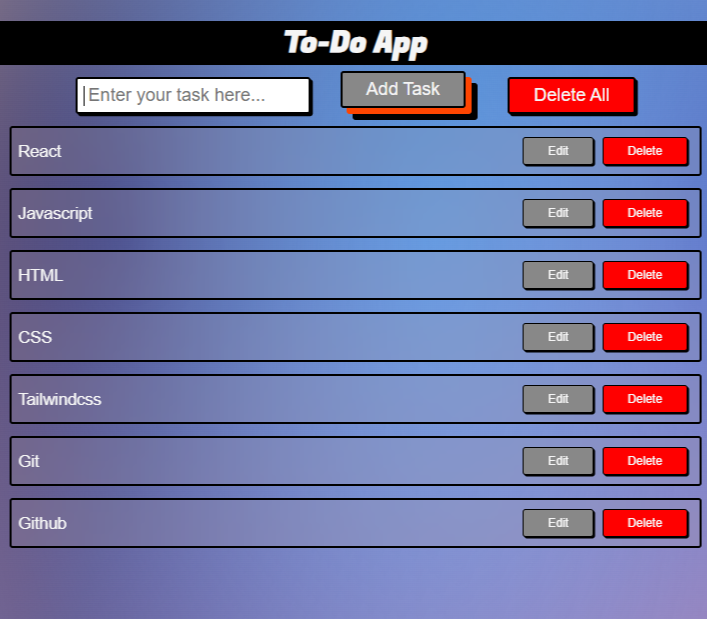 To-Do App
Enter your task here... Add Task Delete All
React Edit Delete
Javascript Edit Delete
HTML Edit Delete
CSS Edit Delete
Tailwindcss Edit Delete
Git Edit Delete
Github Edit Delete